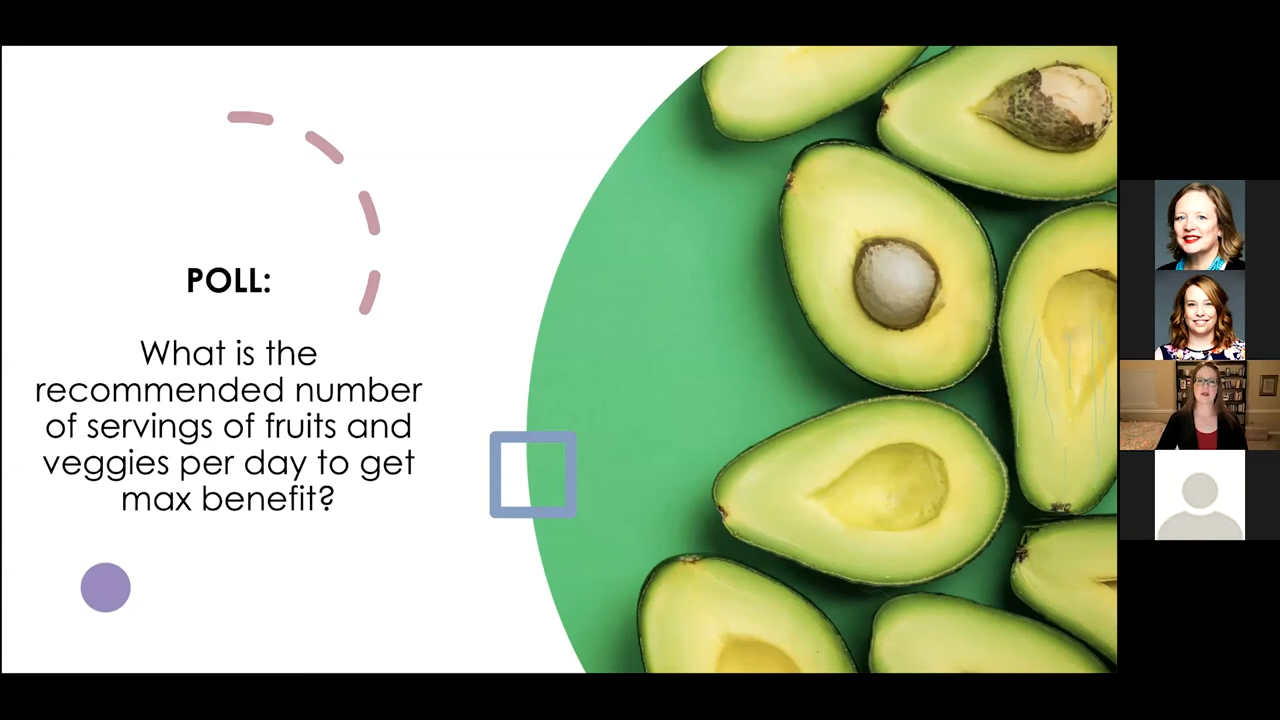 POLL:
What is the
recommended number
of servings of fruits and
veggies per day to get
max benefit?